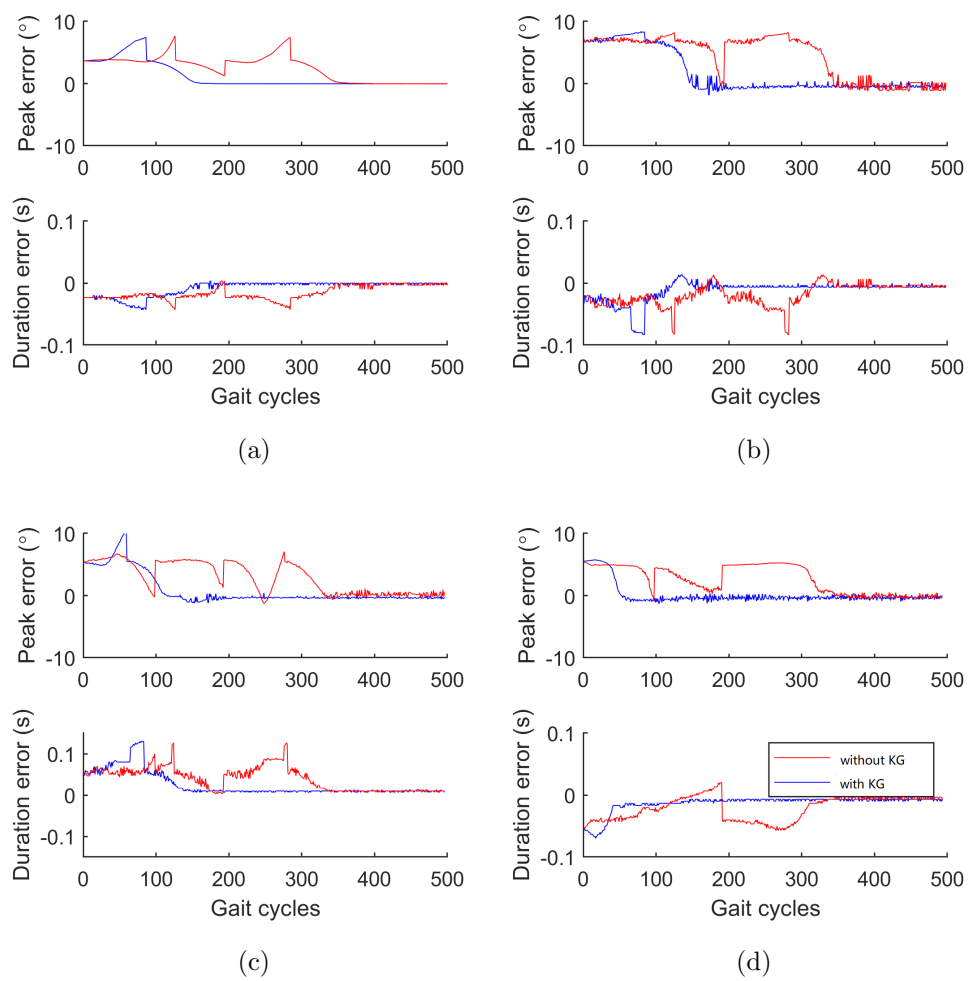 10
0
-10
Peak error (°)
0 100 200 300 400 500
0.1
0
-0.1
Duration error (s)
0 100 200 300 400 500
Gait cycles
(a)
10
0
-10
Peak error (°)
0 100 200 300 400 500
0.1
0
-0.1
Duration error (s)
0 100 200 300 400 500
Gait cycles
(b)
10
0
-10
Peak error (°)
0 100 200 300 400 500
0.1
0
0.1
Duration error (s)
0 100 200 300 400 500
Gait cycles
(c)
10
0
-10
Peak error (°)
0 100 200 300 400 500
0.1
0
-0.1
Duration error (s)
without KG
with KG
0 100 200 300 400 500
Gait cycles
(d)